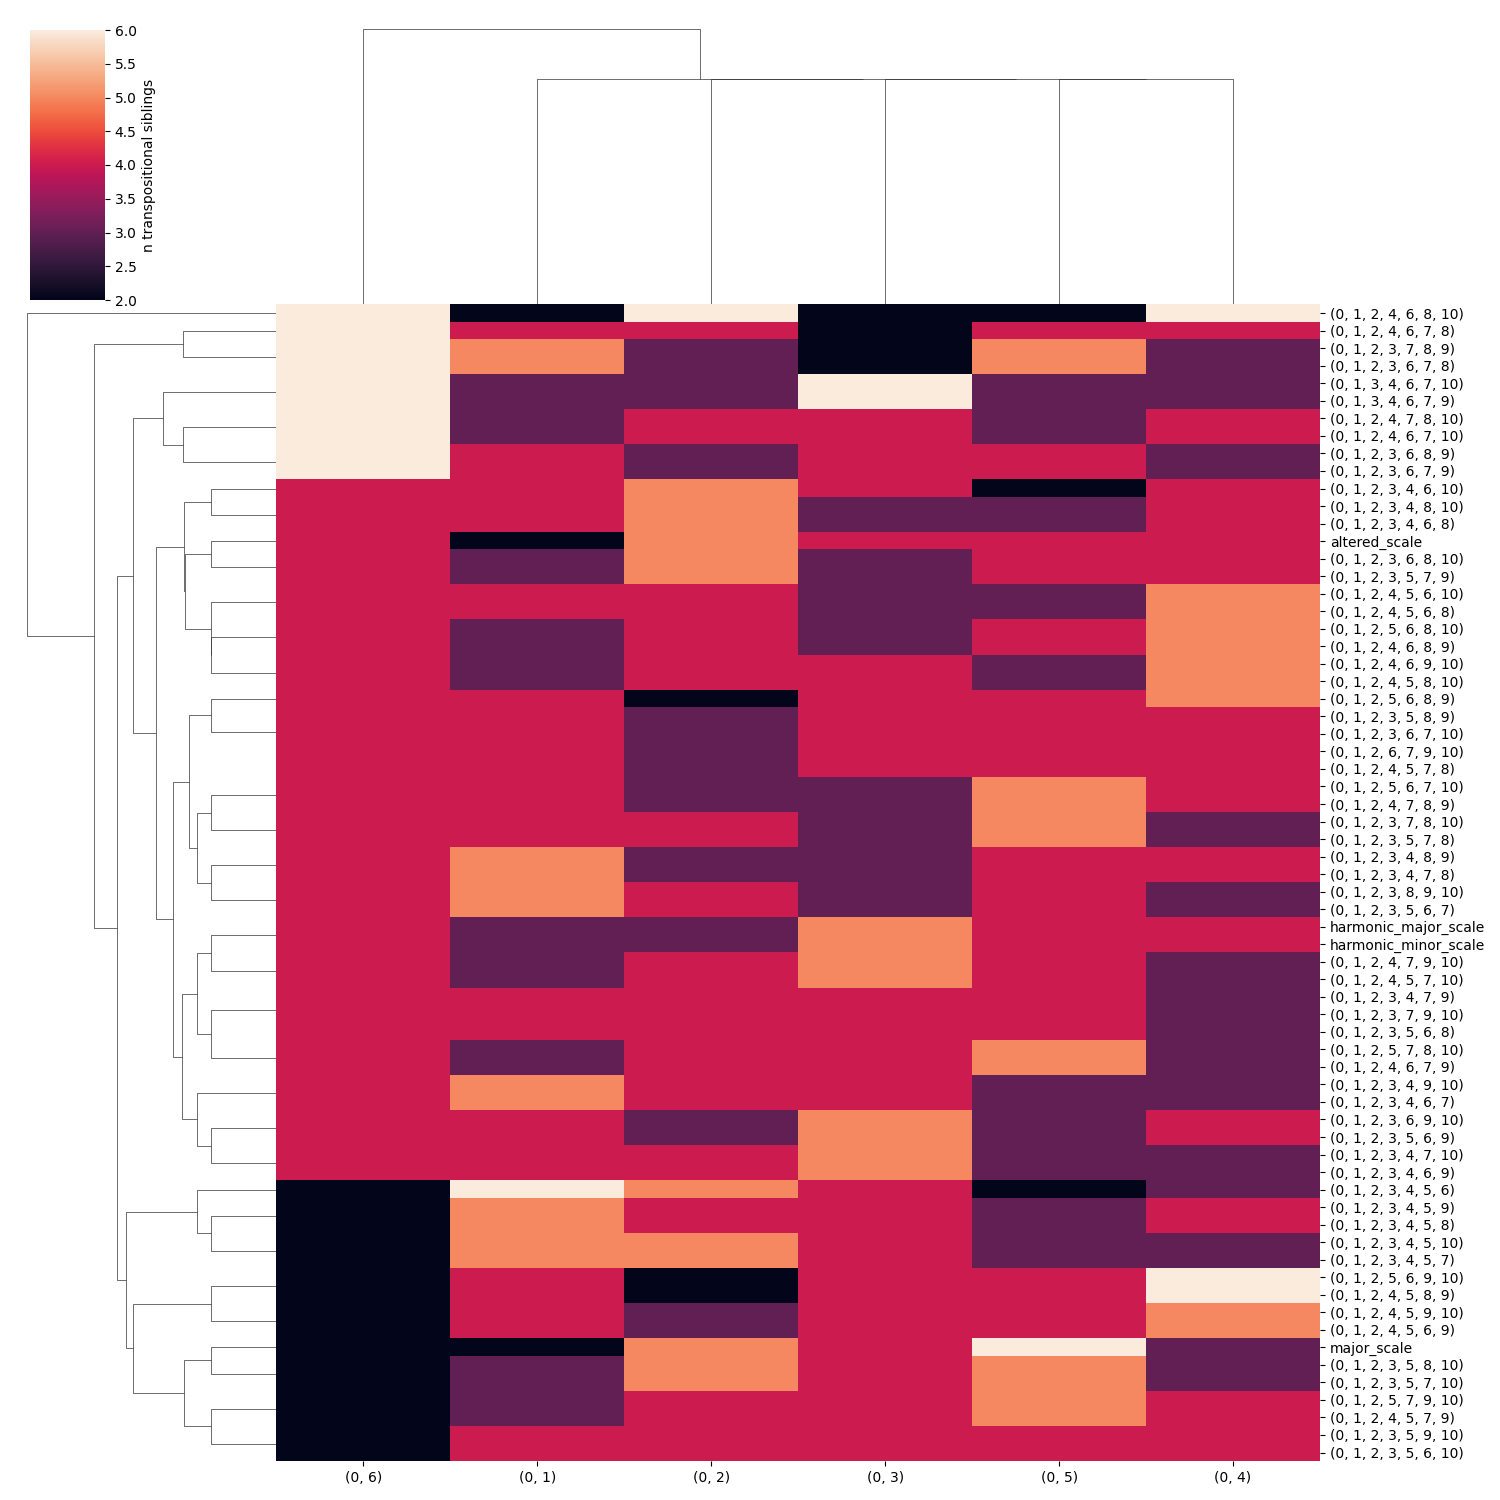 6.0
5.5
5.0
4.5
4.0
3.5
3.0
2.5
2.0
n transpositional siblings
(0, 1, 2, 4, 6, 8, 10)
(0, 1, 2, 4, 6, 7, 8)
(0, 1, 2, 3, 7, 8, 9)
(0, 1, 2, 3, 6, 7, 8)
(0, 1, 3, 4, 6, 7, 10)
(0, 1, 3, 4, 6, 7, 9)
(0, 1, 2, 4, 7, 8, 10)
(0, 1, 2, 4, 6, 7, 10)
(0, 1, 2, 3, 6, 8, 9)
(0, 1, 2, 3, 6, 7, 9)
(0, 1, 2, 3, 4, 6, 10)
(0, 1, 2, 3, 4, 8, 10)
(0, 1, 2, 3, 4, 6, 8)
altered_scale
(0, 1, 2, 3, 6, 8, 10)
(0, 1, 2, 3, 5, 7, 9)
(0, 1, 2, 4, 5, 6, 10)
(0, 1, 2, 4, 5, 6, 8)
(0, 1, 2, 5, 6, 8, 10)
(0, 1, 2, 4, 6, 8, 9)
(0, 1, 2, 4, 6, 9, 10)
(0, 1, 2, 4, 5, 8, 10)
(0, 1, 2, 5, 6, 8, 9)
(0, 1, 2, 3, 5, 8, 9)
(0, 1, 2, 3, 6, 7, 10)
(0, 1, 2, 6, 7, 9, 10)
(0, 1, 2, 4, 5, 7, 8)
(0, 1, 2, 5, 6, 7, 10)
(0, 1, 2, 4, 7, 8, 9)
(0, 1, 2, 3, 7, 8, 10)
(0, 1, 2, 3, 5, 7, 8)
(0, 1, 2, 3, 4, 8, 9)
(0, 1, 2, 3, 4, 7, 8)
(0, 1, 2, 3, 8, 9, 10)
(0, 1, 2, 3, 5, 6, 7)
harmonic_major_scale
harmonic_minor_scale
(0, 1, 2, 4, 7, 9, 10)
(0, 1, 2, 4, 5, 7, 10)
(0, 1, 2, 3, 4, 7, 9)
(0, 1, 2, 3, 7, 9, 10)
(0, 1, 2, 3, 5, 6, 8)
(0, 1, 2, 5, 7, 8, 10)
(0, 1, 2, 4, 6, 7, 9)
(0, 1, 2, 3, 4, 9, 10)
(0, 1, 2, 3, 4, 6, 7)
(0, 1, 2, 3, 6, 9, 10)
(0, 1, 2, 3, 5, 6, 9)
(0, 1, 2, 3, 4, 7, 10)
(0, 1, 2, 3, 4, 6, 9)
(0, 1, 2, 3, 4, 5, 6)
(0, 1, 2, 3, 4, 5, 9)
(0, 1, 2, 3, 4, 5, 8)
(0, 1, 2, 3, 4, 5, 10)
(0, 1, 2, 3, 4, 5, 7)
(0, 1, 2, 5, 6, 9, 10)
(0, 1, 2, 4, 5, 8, 9)
(0, 1, 2, 4, 5, 9, 10)
(0, 1, 2, 4, 5, 6, 9)
major_scale
(0, 1, 2, 3, 5, 8, 10)
(0, 1, 2, 3, 5, 7, 10)
(0, 1, 2, 5, 7, 9, 10)
(0, 1, 2, 4, 5, 7, 9)
(0, 1, 2, 3, 5, 9, 10)
(0, 1, 2, 3, 5, 6, 10)
(0, 6) (0, 1) (0, 2) (0, 3) (0, 5) (0, 4)